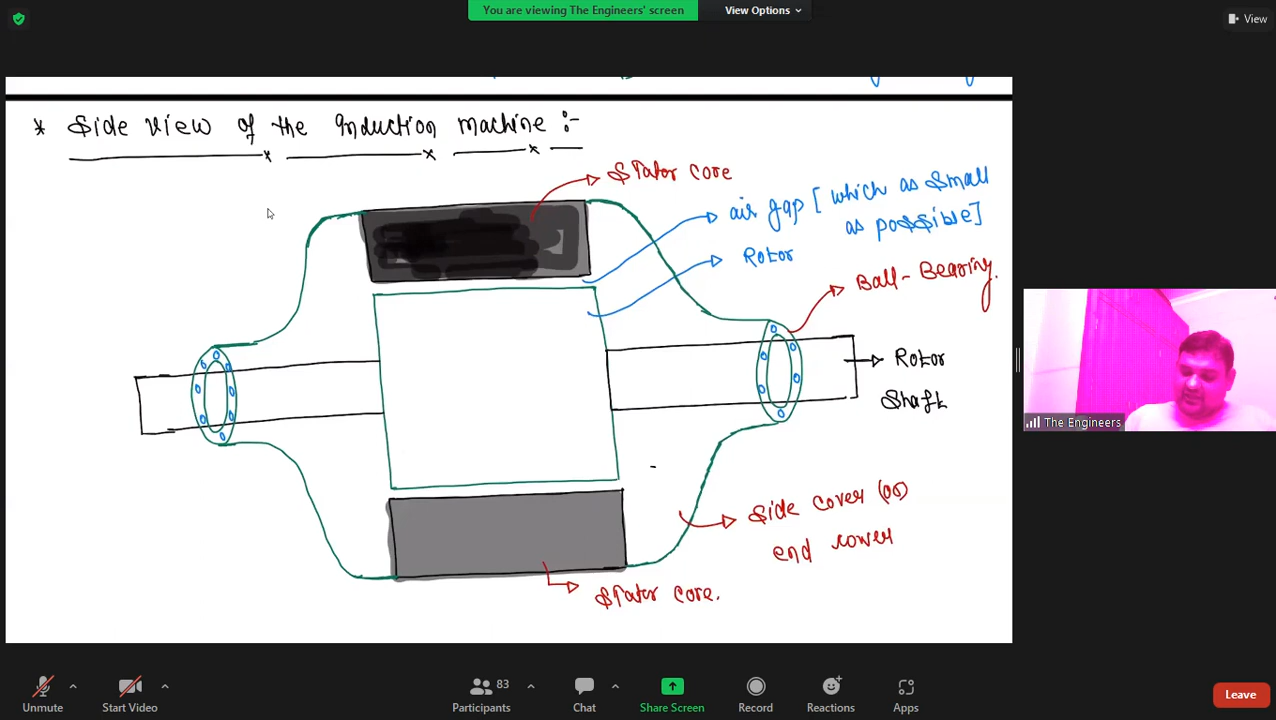 You are viewing The Engineers' screen
View Options
View
* Side view of the Induction machine :-
Stator core
air gap [ which as small
as possible ]
Rotor
Ball-Bearing.
Rotor
Shaft
Side cover (or)
end cover
Stator core.
The Engineers
83
Unmute
Start Video
Participants
Chat
Share Screen
Record
Reactions
Apps
Leave